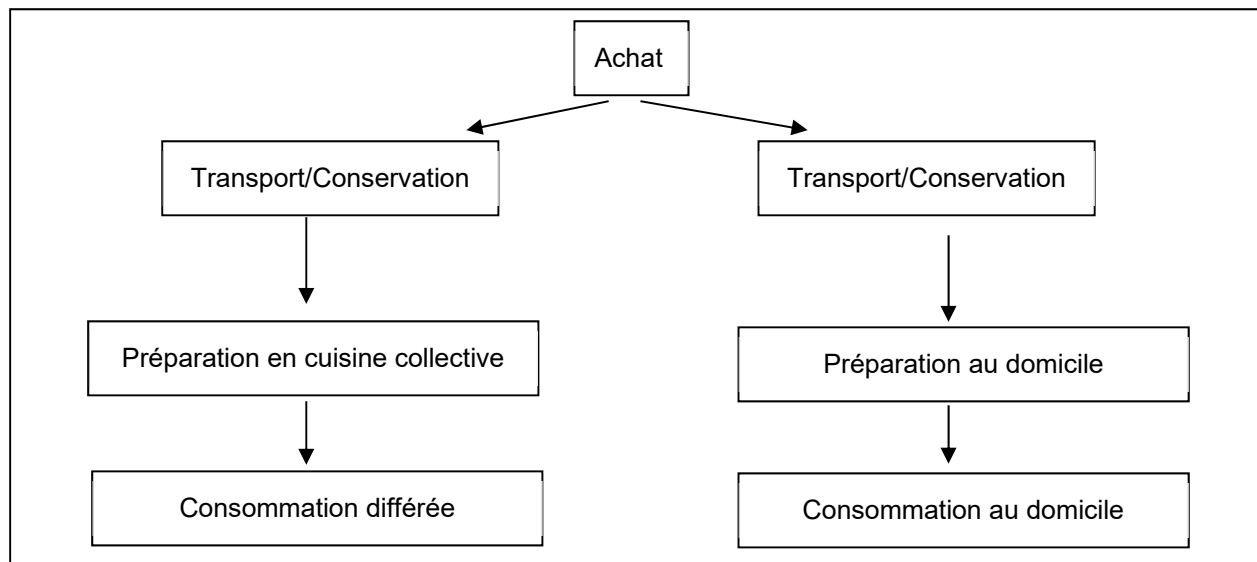 Achat
Transport/Conservation
Transport/Conservation
Préparation en cuisine collective
Préparation au domicile
Consommation différée
Consommation au domicile